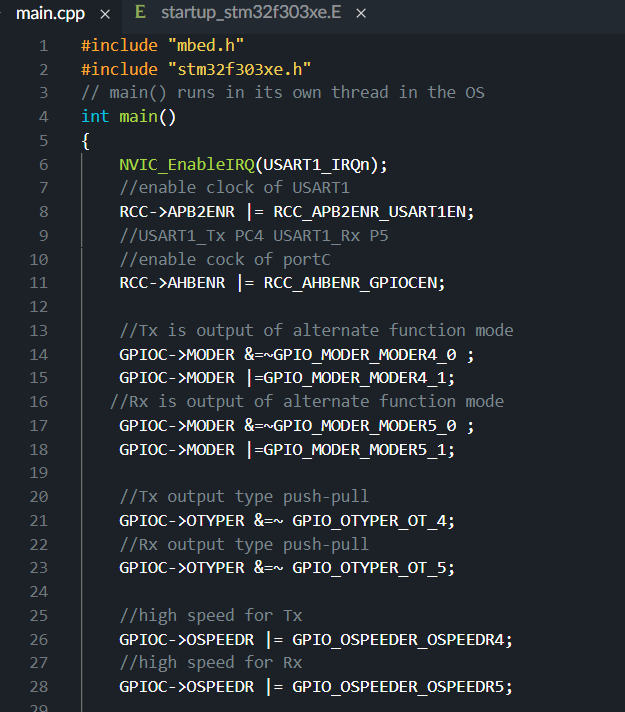 main.cpp × E startup_stm32f303xe.E ×
1 #include "mbed.h"
2 #include "stm32f303xe.h"
3 // main() runs in its own thread in the OS
4 int main()
5 {
6 NVIC_EnableIRQ(USART1_IRQn);
7 //enable clock of USART1
8 RCC->APB2ENR |= RCC_APB2ENR_USART1EN;
9 //USART1_Tx PC4 USART1_Rx P5
10 //enable cock of portC
11 RCC->AHBENR |= RCC_AHBENR_GPIOCEN;
12
13 //Tx is output of alternate function mode
14 GPIOC->MODER &=~GPIO_MODER_MODER4_0 ;
15 GPIOC->MODER |=GPIO_MODER_MODER4_1;
16 //Rx is output of alternate function mode
17 GPIOC->MODER &=~GPIO_MODER_MODER5_0 ;
18 GPIOC->MODER |=GPIO_MODER_MODER5_1;
19
20 //Tx output type push-pull
21 GPIOC->OTYPER &=~ GPIO_OTYPER_OT_4;
22 //Rx output type push-pull
23 GPIOC->OTYPER &=~ GPIO_OTYPER_OT_5;
24
25 //high speed for Tx
26 GPIOC->OSPEEDR |= GPIO_OSPEEDER_OSPEEDR4;
27 //high speed for Rx
28 GPIOC->OSPEEDR |= GPIO_OSPEEDER_OSPEEDR5;
29